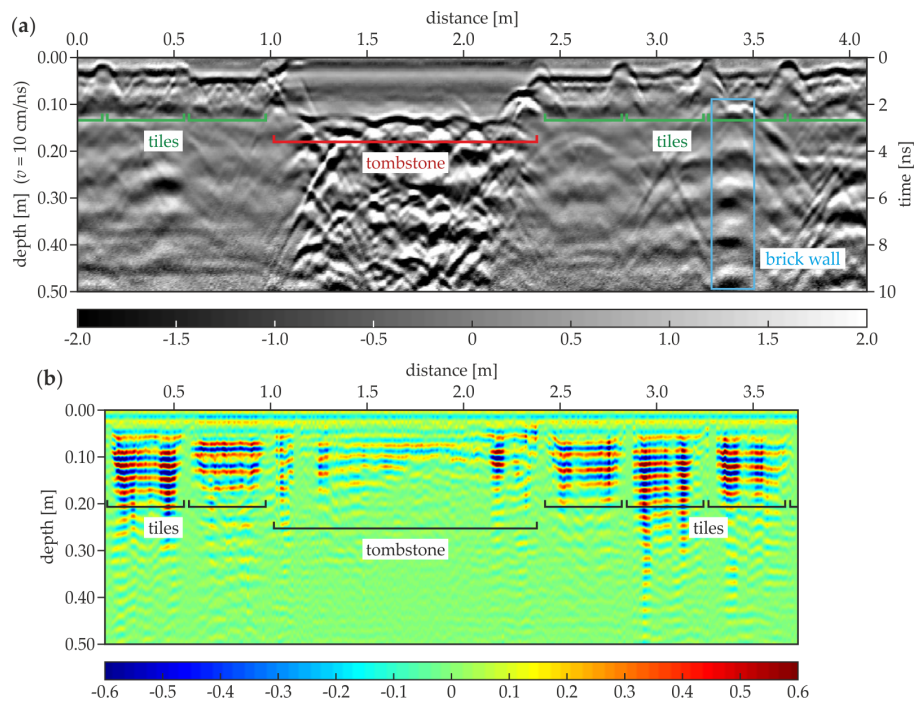 distance [m]
(a)
0.0 0.5 1.0 1.5 2.0 2.5 3.0 3.5 4.0
0.00 0
0.10 2
tiles tiles
tombstone
0.20 4
0.30 6
brick wall
0.40 8
0.50 10
depth [m] (v = 10 cm/ns)
time [ns]
-2.0 -1.5 -1.0 -0.5 0 0.5 1.0 1.5 2.0
(b)
distance [m]
0.5 1.0 1.5 2.0 2.5 3.0 3.5
0.00
0.10
0.20
tiles tiles
tombstone
0.30
0.40
0.50
depth [m]
-0.6 -0.5 -0.4 -0.3 -0.2 -0.1 0 0.1 0.2 0.3 0.4 0.5 0.6